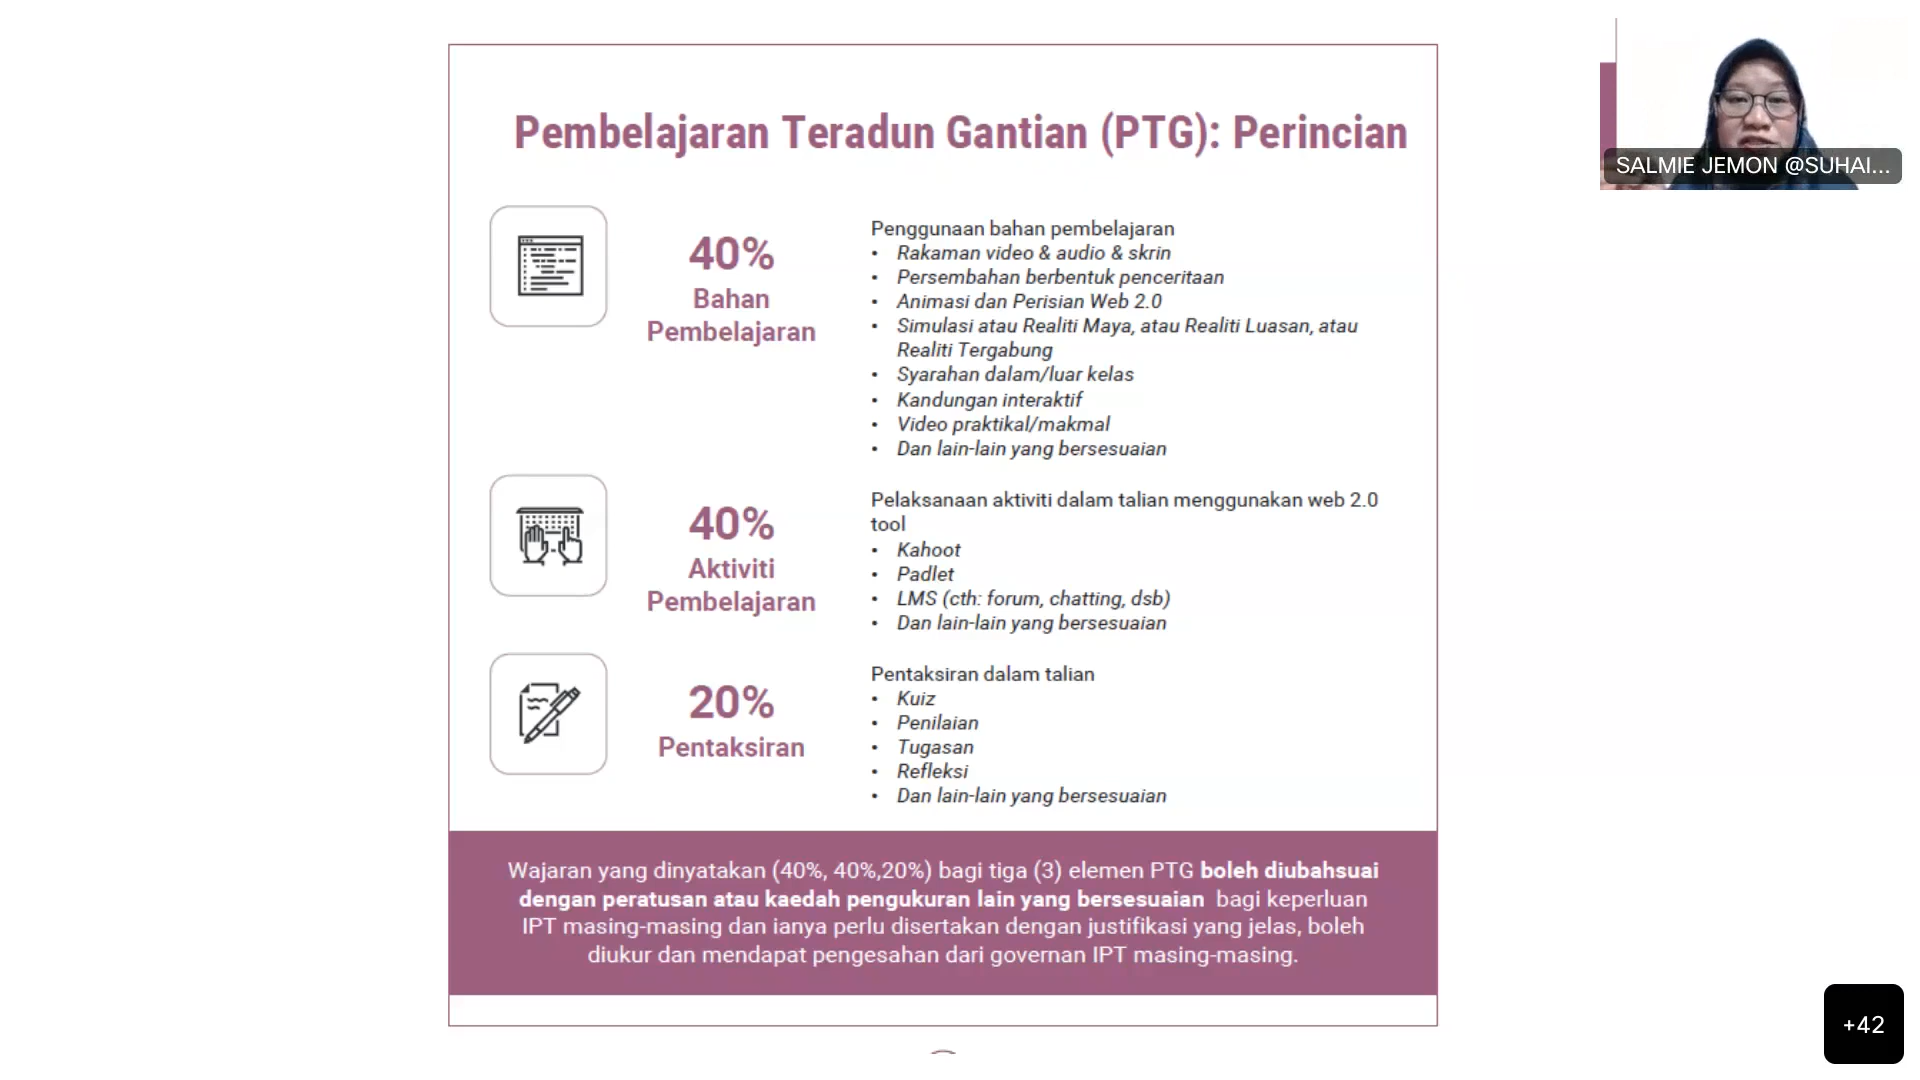 Pembelajaran Teradun Gantian (PTG): Perincian
40%
Bahan
Pembelajaran
Penggunaan bahan pembelajaran
• Rakaman video & audio & skrin
• Persembahan berbentuk penceritaan
• Animasi dan Perisian Web 2.0
• Simulasi atau Realiti Maya, atau Realiti Luasan, atau
Realiti Tergabung
• Syarahan dalam/luar kelas
• Kandungan interaktif
• Video praktikal/makmal
• Dan lain-lain yang bersesuaian
40%
Aktiviti
Pembelajaran
Pelaksanaan aktiviti dalam talian menggunakan web 2.0
tool
• Kahoot
• Padlet
• LMS (cth: forum, chatting, dsb)
• Dan lain-lain yang bersesuaian
20%
Pentaksiran
Pentaksiran dalam talian
• Kuiz
• Penilaian
• Tugasan
• Refleksi
• Dan lain-lain yang bersesuaian
Wajaran yang dinyatakan (40%, 40%,20%) bagi tiga (3) elemen PTG boleh diubahsuai
dengan peratusan atau kaedah pengukuran lain yang bersesuaian bagi keperluan
IPT masing-masing dan ianya perlu disertakan dengan justifikasi yang jelas, boleh
diukur dan mendapat pengesahan dari governan IPT masing-masing.
SALMIE JEMON @SUHAI...
+42